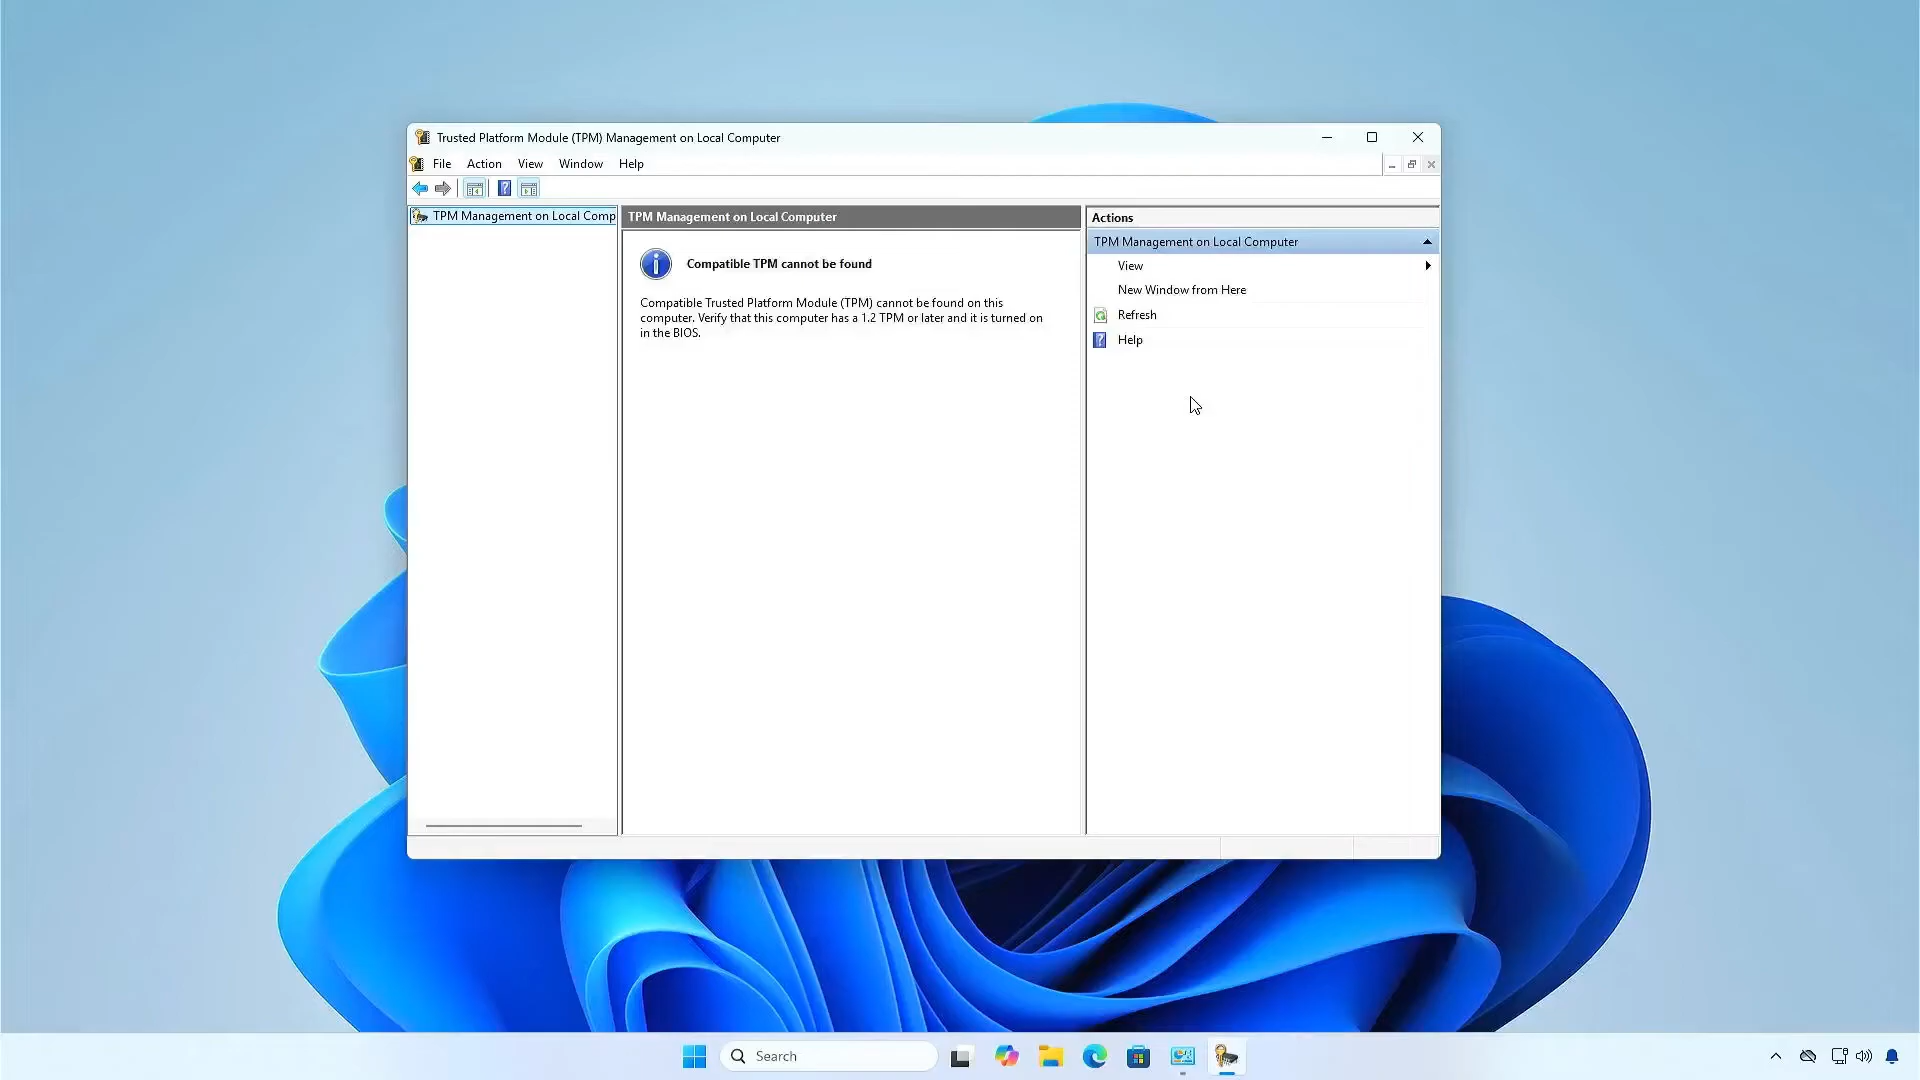 Trusted Platform Module (TPM) Management on Local Computer
File Action View Window Help
TPM Management on Local Comp
TPM Management on Local Computer
Compatible TPM cannot be found
Compatible Trusted Platform Module (TPM) cannot be found on this
computer. Verify that this computer has a 1.2 TPM or later and it is turned on
in the BIOS.
Actions
TPM Management on Local Computer
View
New Window from Here
Refresh
Help
Search